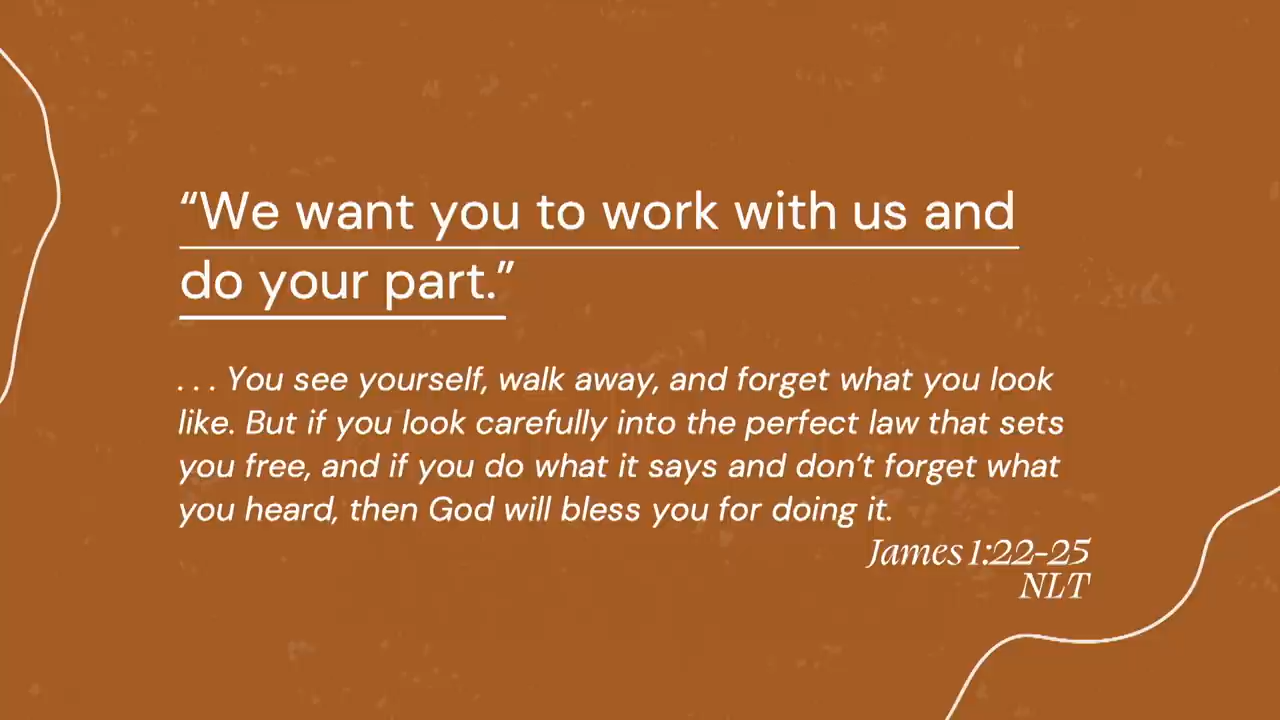 “We want you to work with us and
do your part.”
. . . You see yourself, walk away, and forget what you look
like. But if you look carefully into the perfect law that sets
you free, and if you do what it says and don’t forget what
you heard, then God will bless you for doing it.
James 1:22-25
NLT